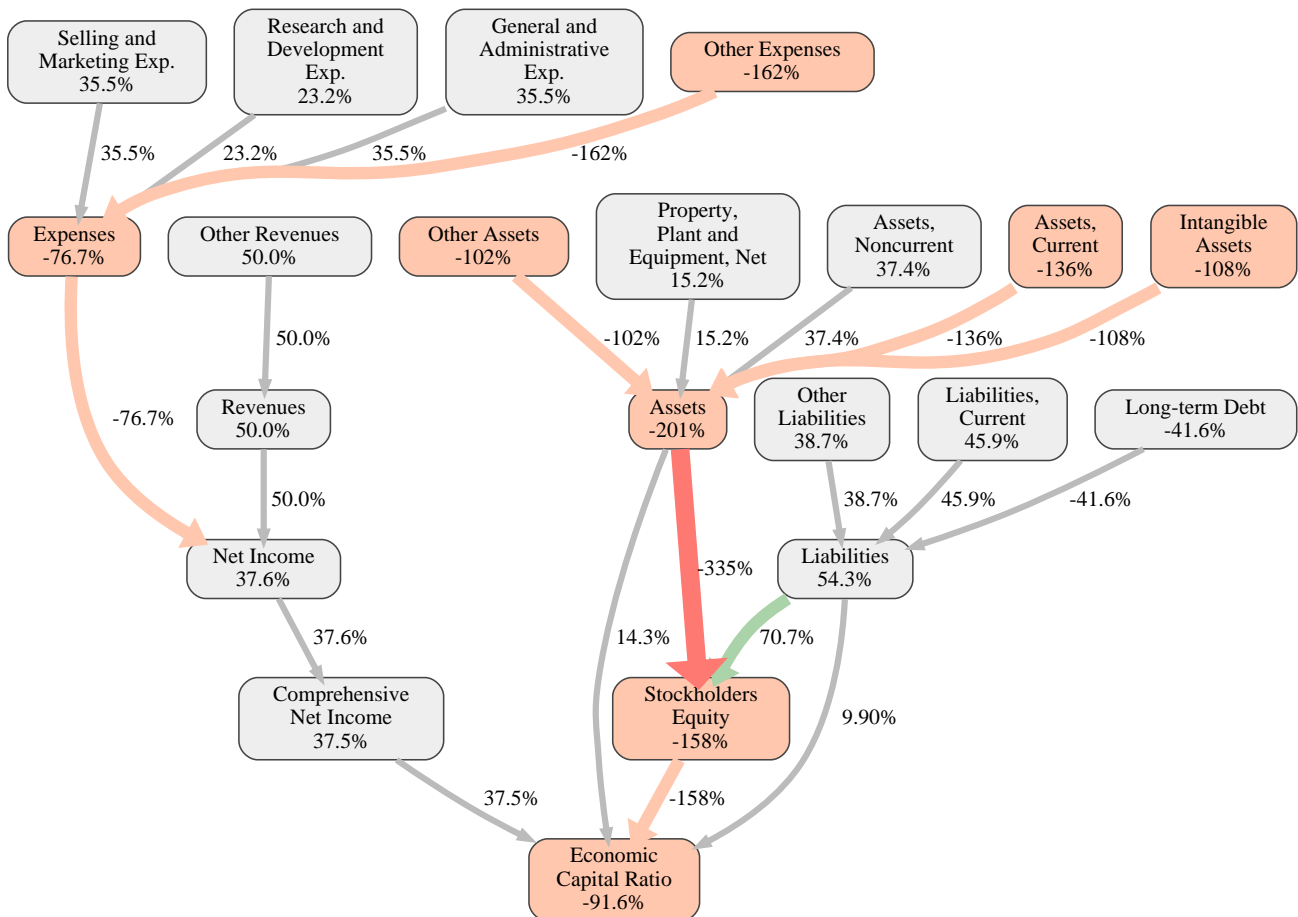 Selling and
Marketing Exp.
35.5%
Research and
Development
Exp.
23.2%
General and
Administrative
Exp.
35.5%
Other Expenses
-162%
35.5%
23.2%
35.5%
-162%
Expenses
-76.7%
Other Revenues
50.0%
Other Assets
-102%
Property,
Plant and
Equipment, Net
15.2%
Assets,
Noncurrent
37.4%
Assets,
Current
-136%
Intangible
Assets
-108%
50.0%
-102%
15.2%
37.4%
-136%
-108%
-76.7%
Revenues
50.0%
Assets
-201%
Other
Liabilities
38.7%
Liabilities,
Current
45.9%
Long-term Debt
-41.6%
50.0%
38.7%
45.9%
-41.6%
Net Income
37.6%
-335%
Liabilities
54.3%
37.6%
14.3%
70.7%
Comprehensive
Net Income
37.5%
Stockholders
Equity
-158%
9.90%
37.5%
-158%
Economic
Capital Ratio
-91.6%